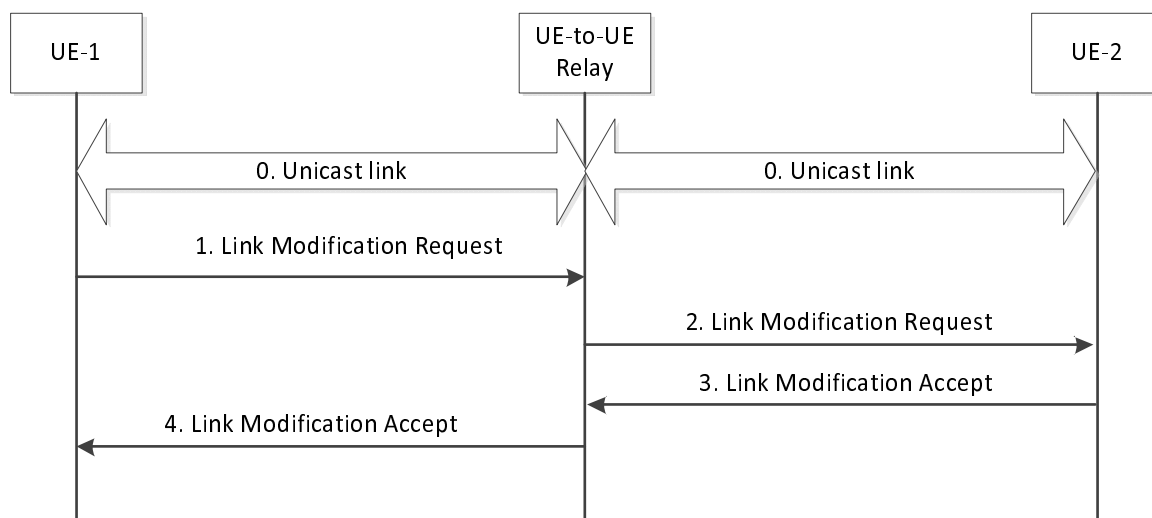 UE-1
UE-to-UE
Relay
UE-2
0. Unicast link
0. Unicast link
1. Link Modification Request
2. Link Modification Request
3. Link Modification Accept
4. Link Modification Accept